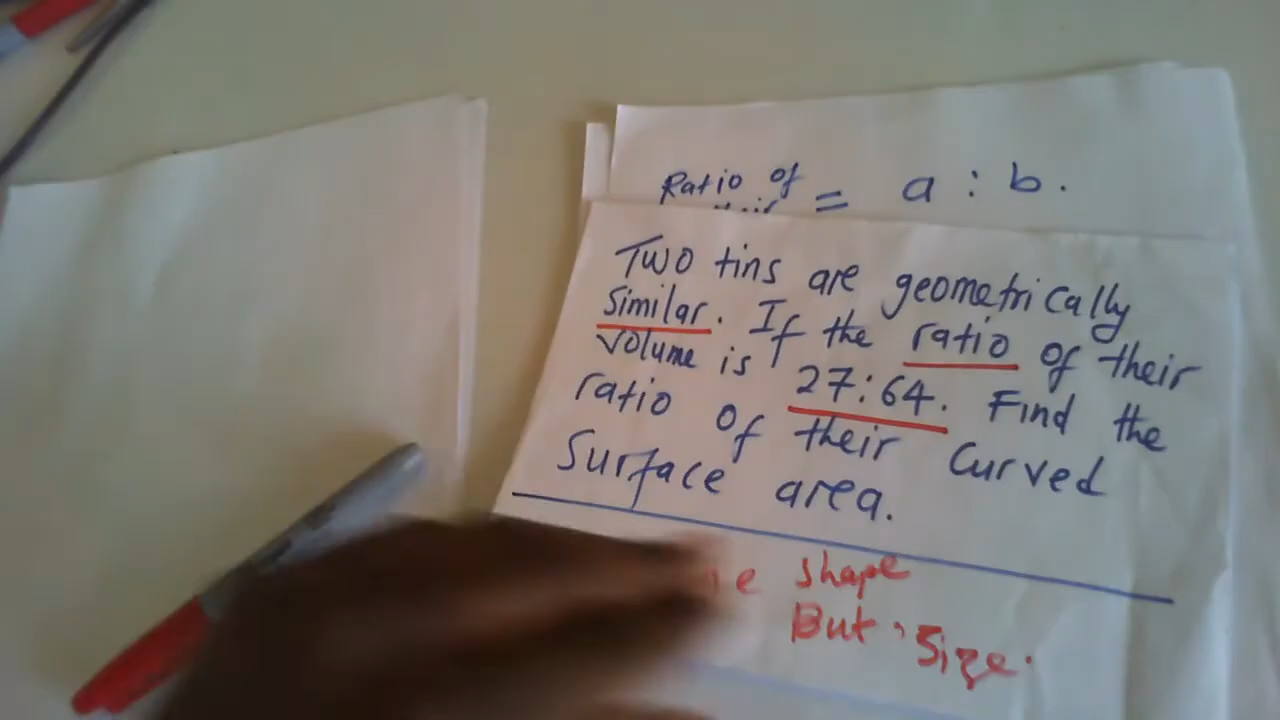 Ratio of
= a : b.
Two tins are geometrically
Similar. If the ratio of their
volume is 27:64. Find the
ratio of their Curved
Surface area.
shape
But Size.